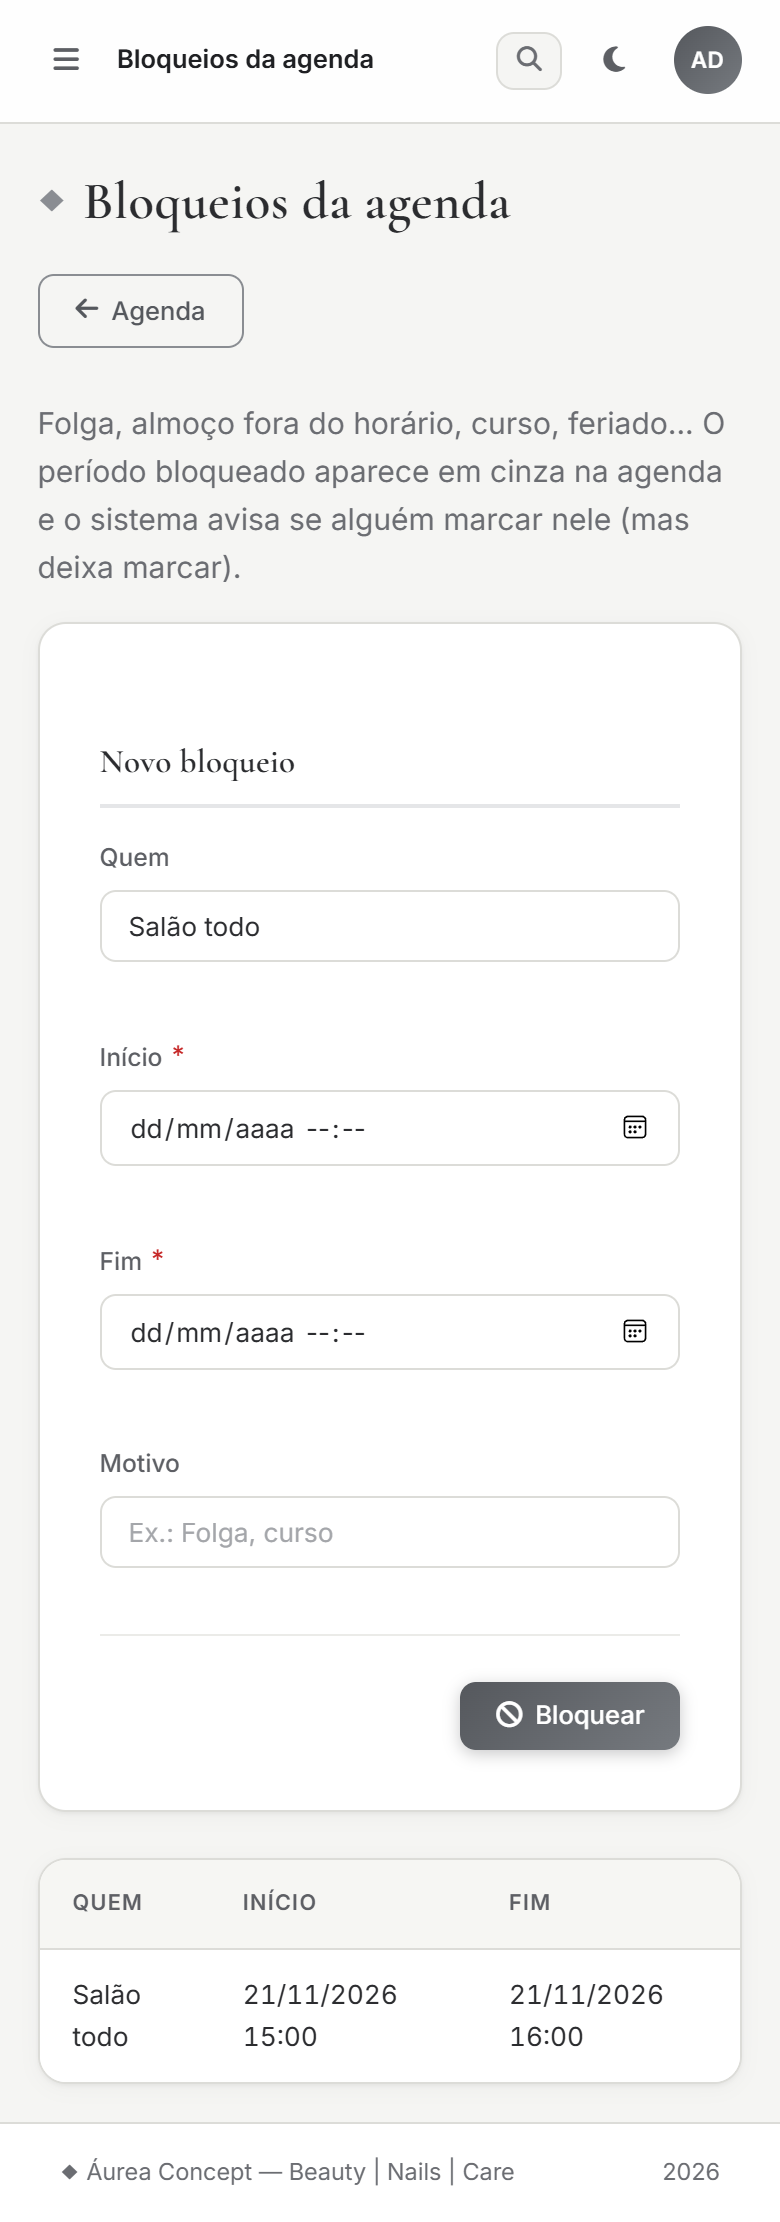 Bloqueios da agenda
AD
Bloqueios da agenda
Agenda
Folga, almoço fora do horário, curso, feriado... O
período bloqueado aparece em cinza na agenda
e o sistema avisa se alguém marcar nele (mas
deixa marcar).
Novo bloqueio
Quem
Salão todo
Início *
dd/mm/aaaa --:--
Fim *
dd/mm/aaaa --:--
Motivo
Ex.: Folga, curso
Bloquear
QUEM INÍCIO FIM
Salão 21/11/2026 21/11/2026
todo 15:00 16:00
Áurea Concept — Beauty | Nails | Care 2026